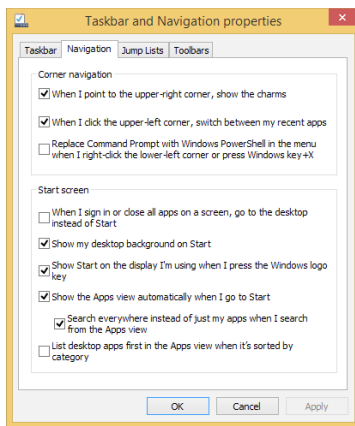 Taskbar and Navigation properties
Taskbar Navigation Jump Lists Toolbars
Corner navigation
When I point to the upper-right corner, show the charms
When I click the upper-left corner, switch between my recent apps
Replace Command Prompt with Windows PowerShell in the menu
when I right-click the lower-left corner or press Windows key+X
Start screen
When I sign in or close all apps on a screen, go to the desktop
instead of Start
Show my desktop background on Start
Show Start on the display I'm using when I press the Windows logo
key
Show the Apps view automatically when I go to Start
Search everywhere instead of just my apps when I search
from the Apps view
List desktop apps first in the Apps view when it's sorted by
category
OK Cancel Apply